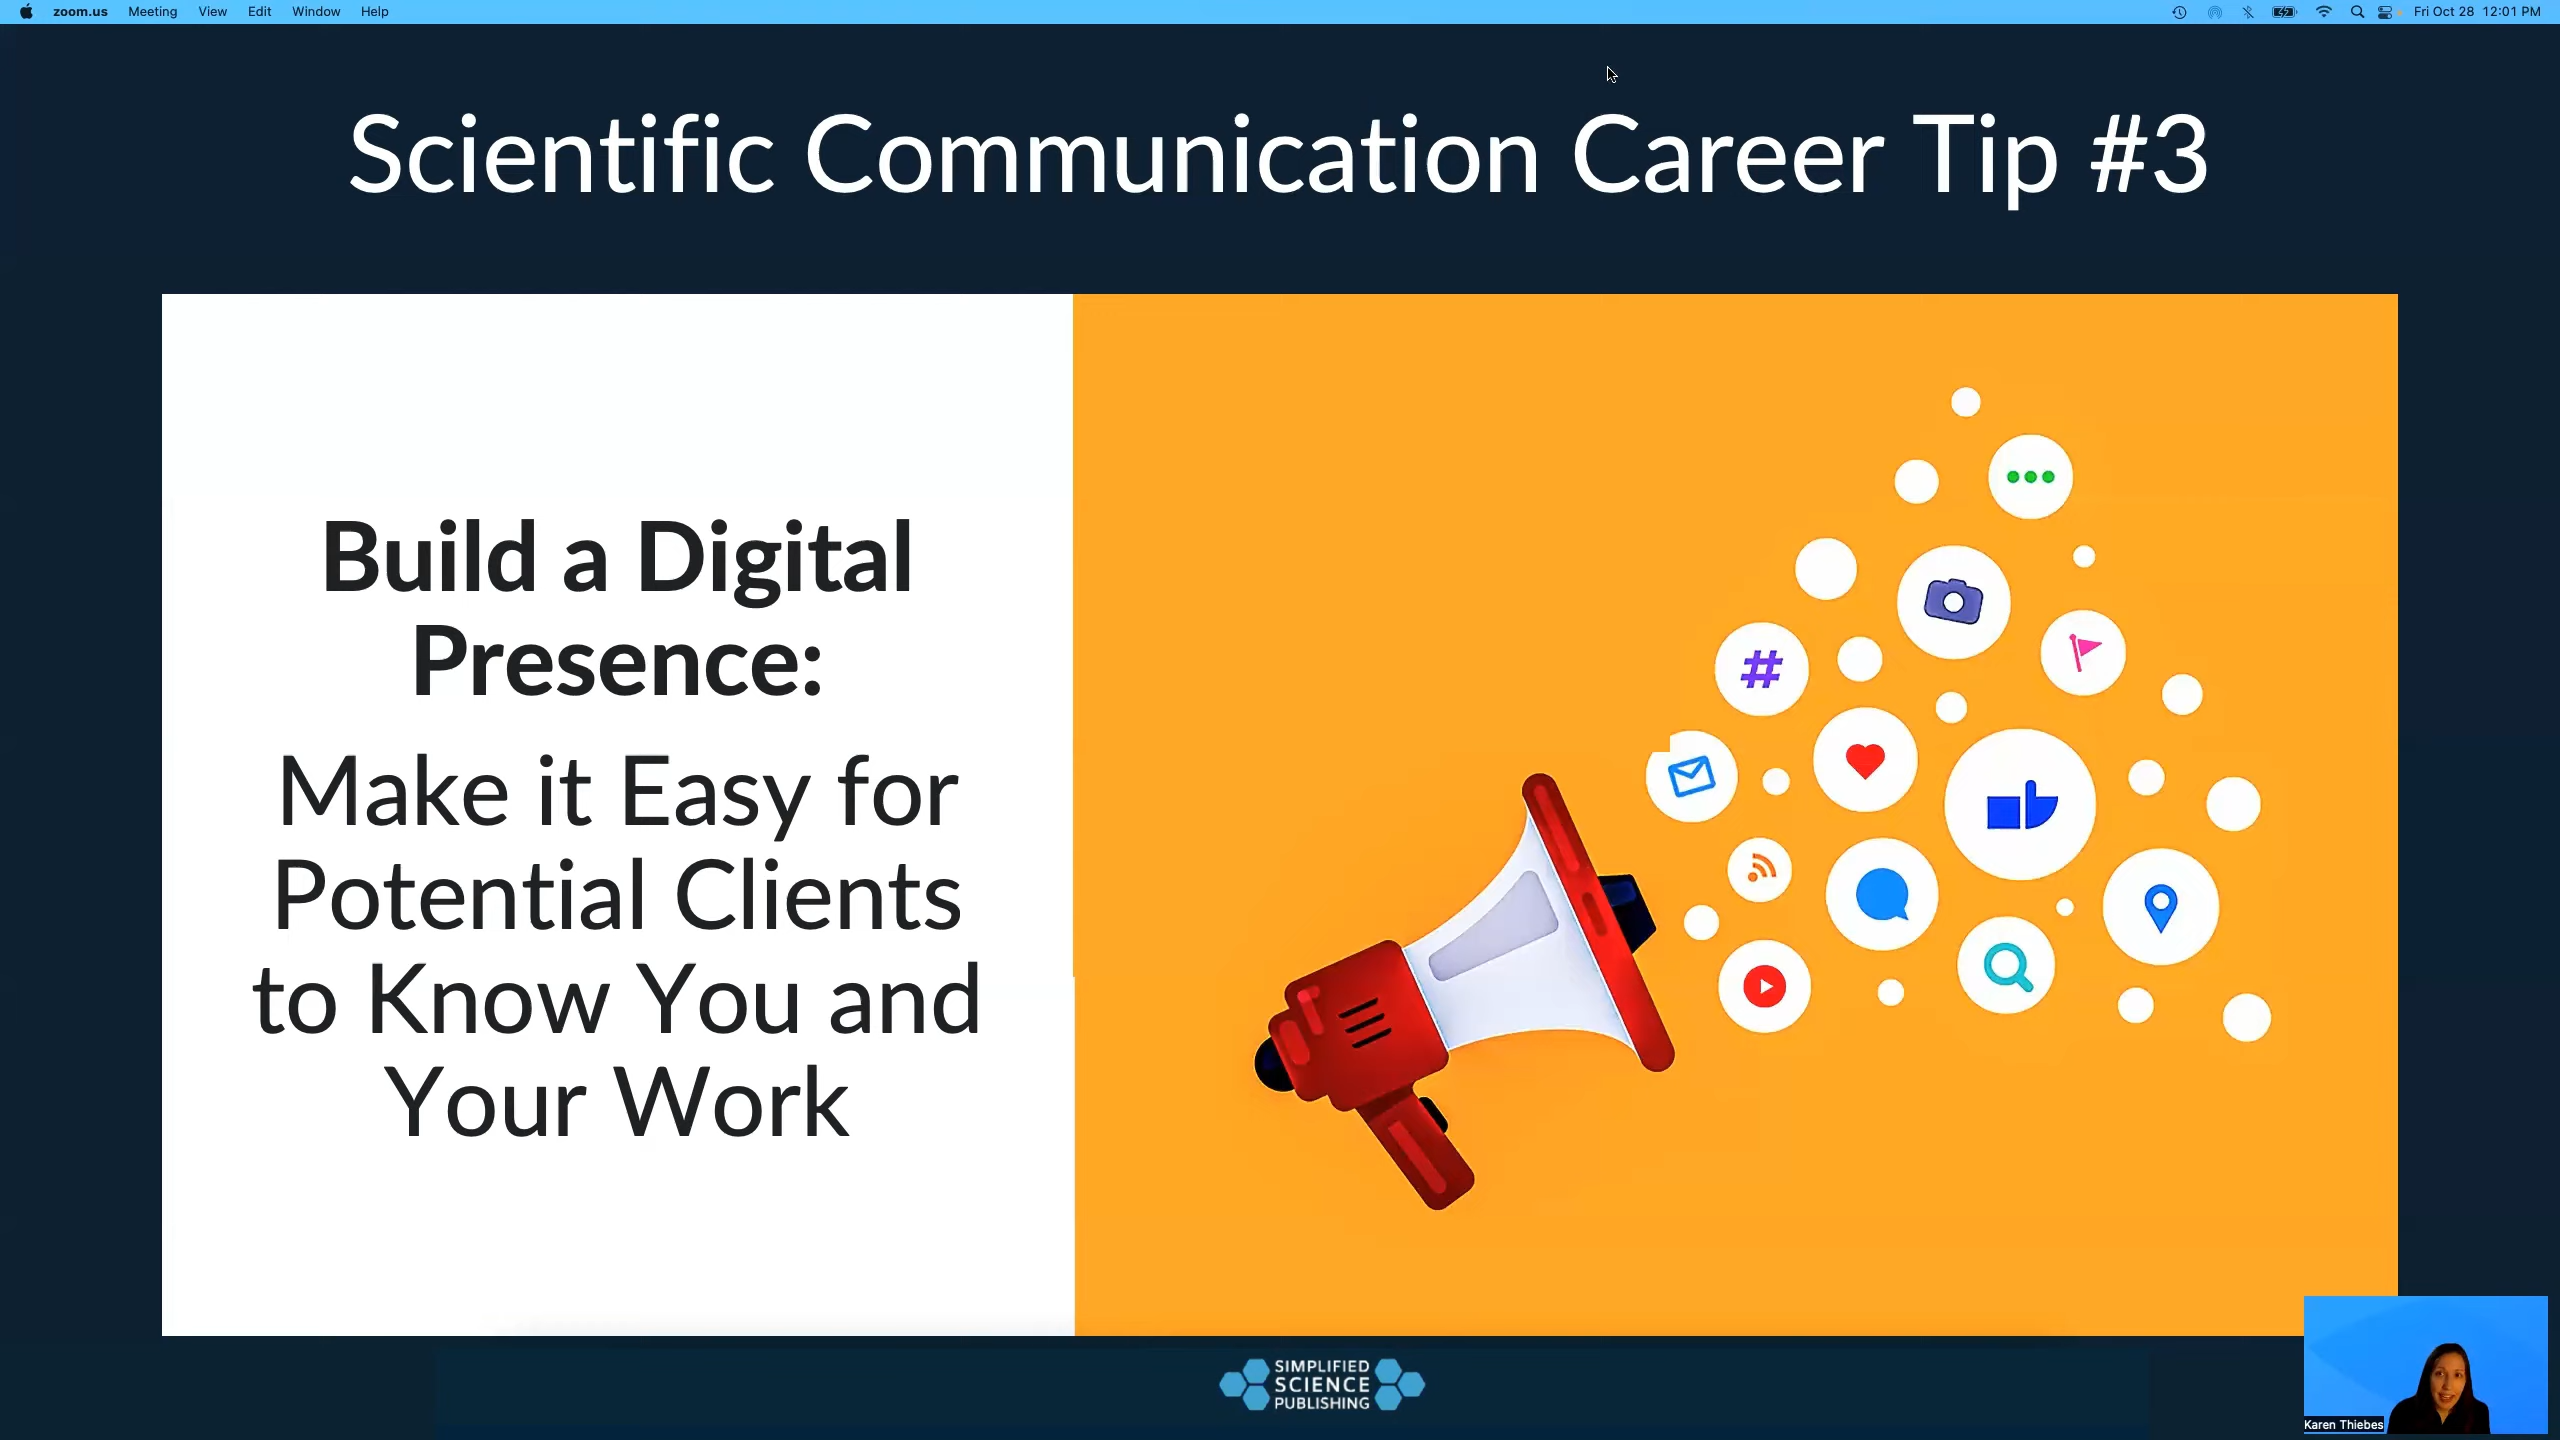 zoom.us Meeting View Edit Window Help Fri Oct 28 12:01 PM
Scientific Communication Career Tip #3
Build a Digital
Presence:
Make it Easy for
Potential Clients
to Know You and
Your Work
#
SIMPLIFIED
SCIENCE
PUBLISHING
Karen Thiebes